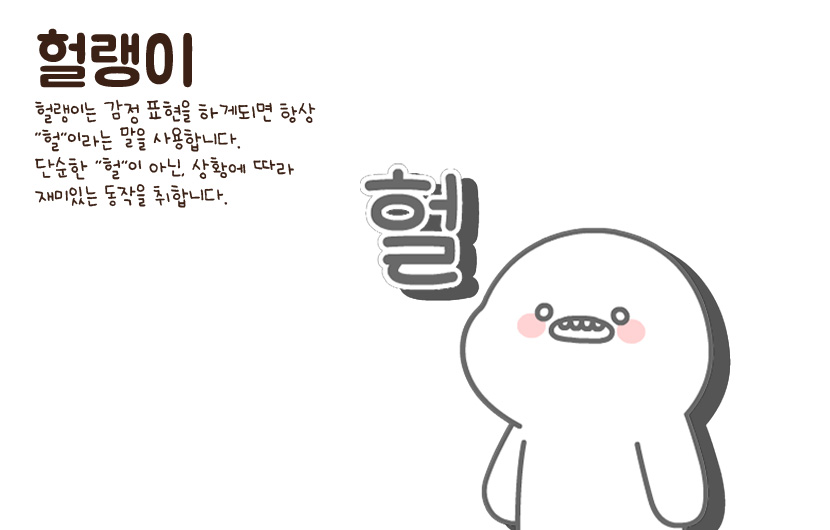 헐랭이
헐랭이는 감정 표현을 하게되면 항상
"헐"이라는 말을 사용합니다.
단순한 "헐"이 아닌, 상황에 따라
재미있는 동작을 취합니다.
헐